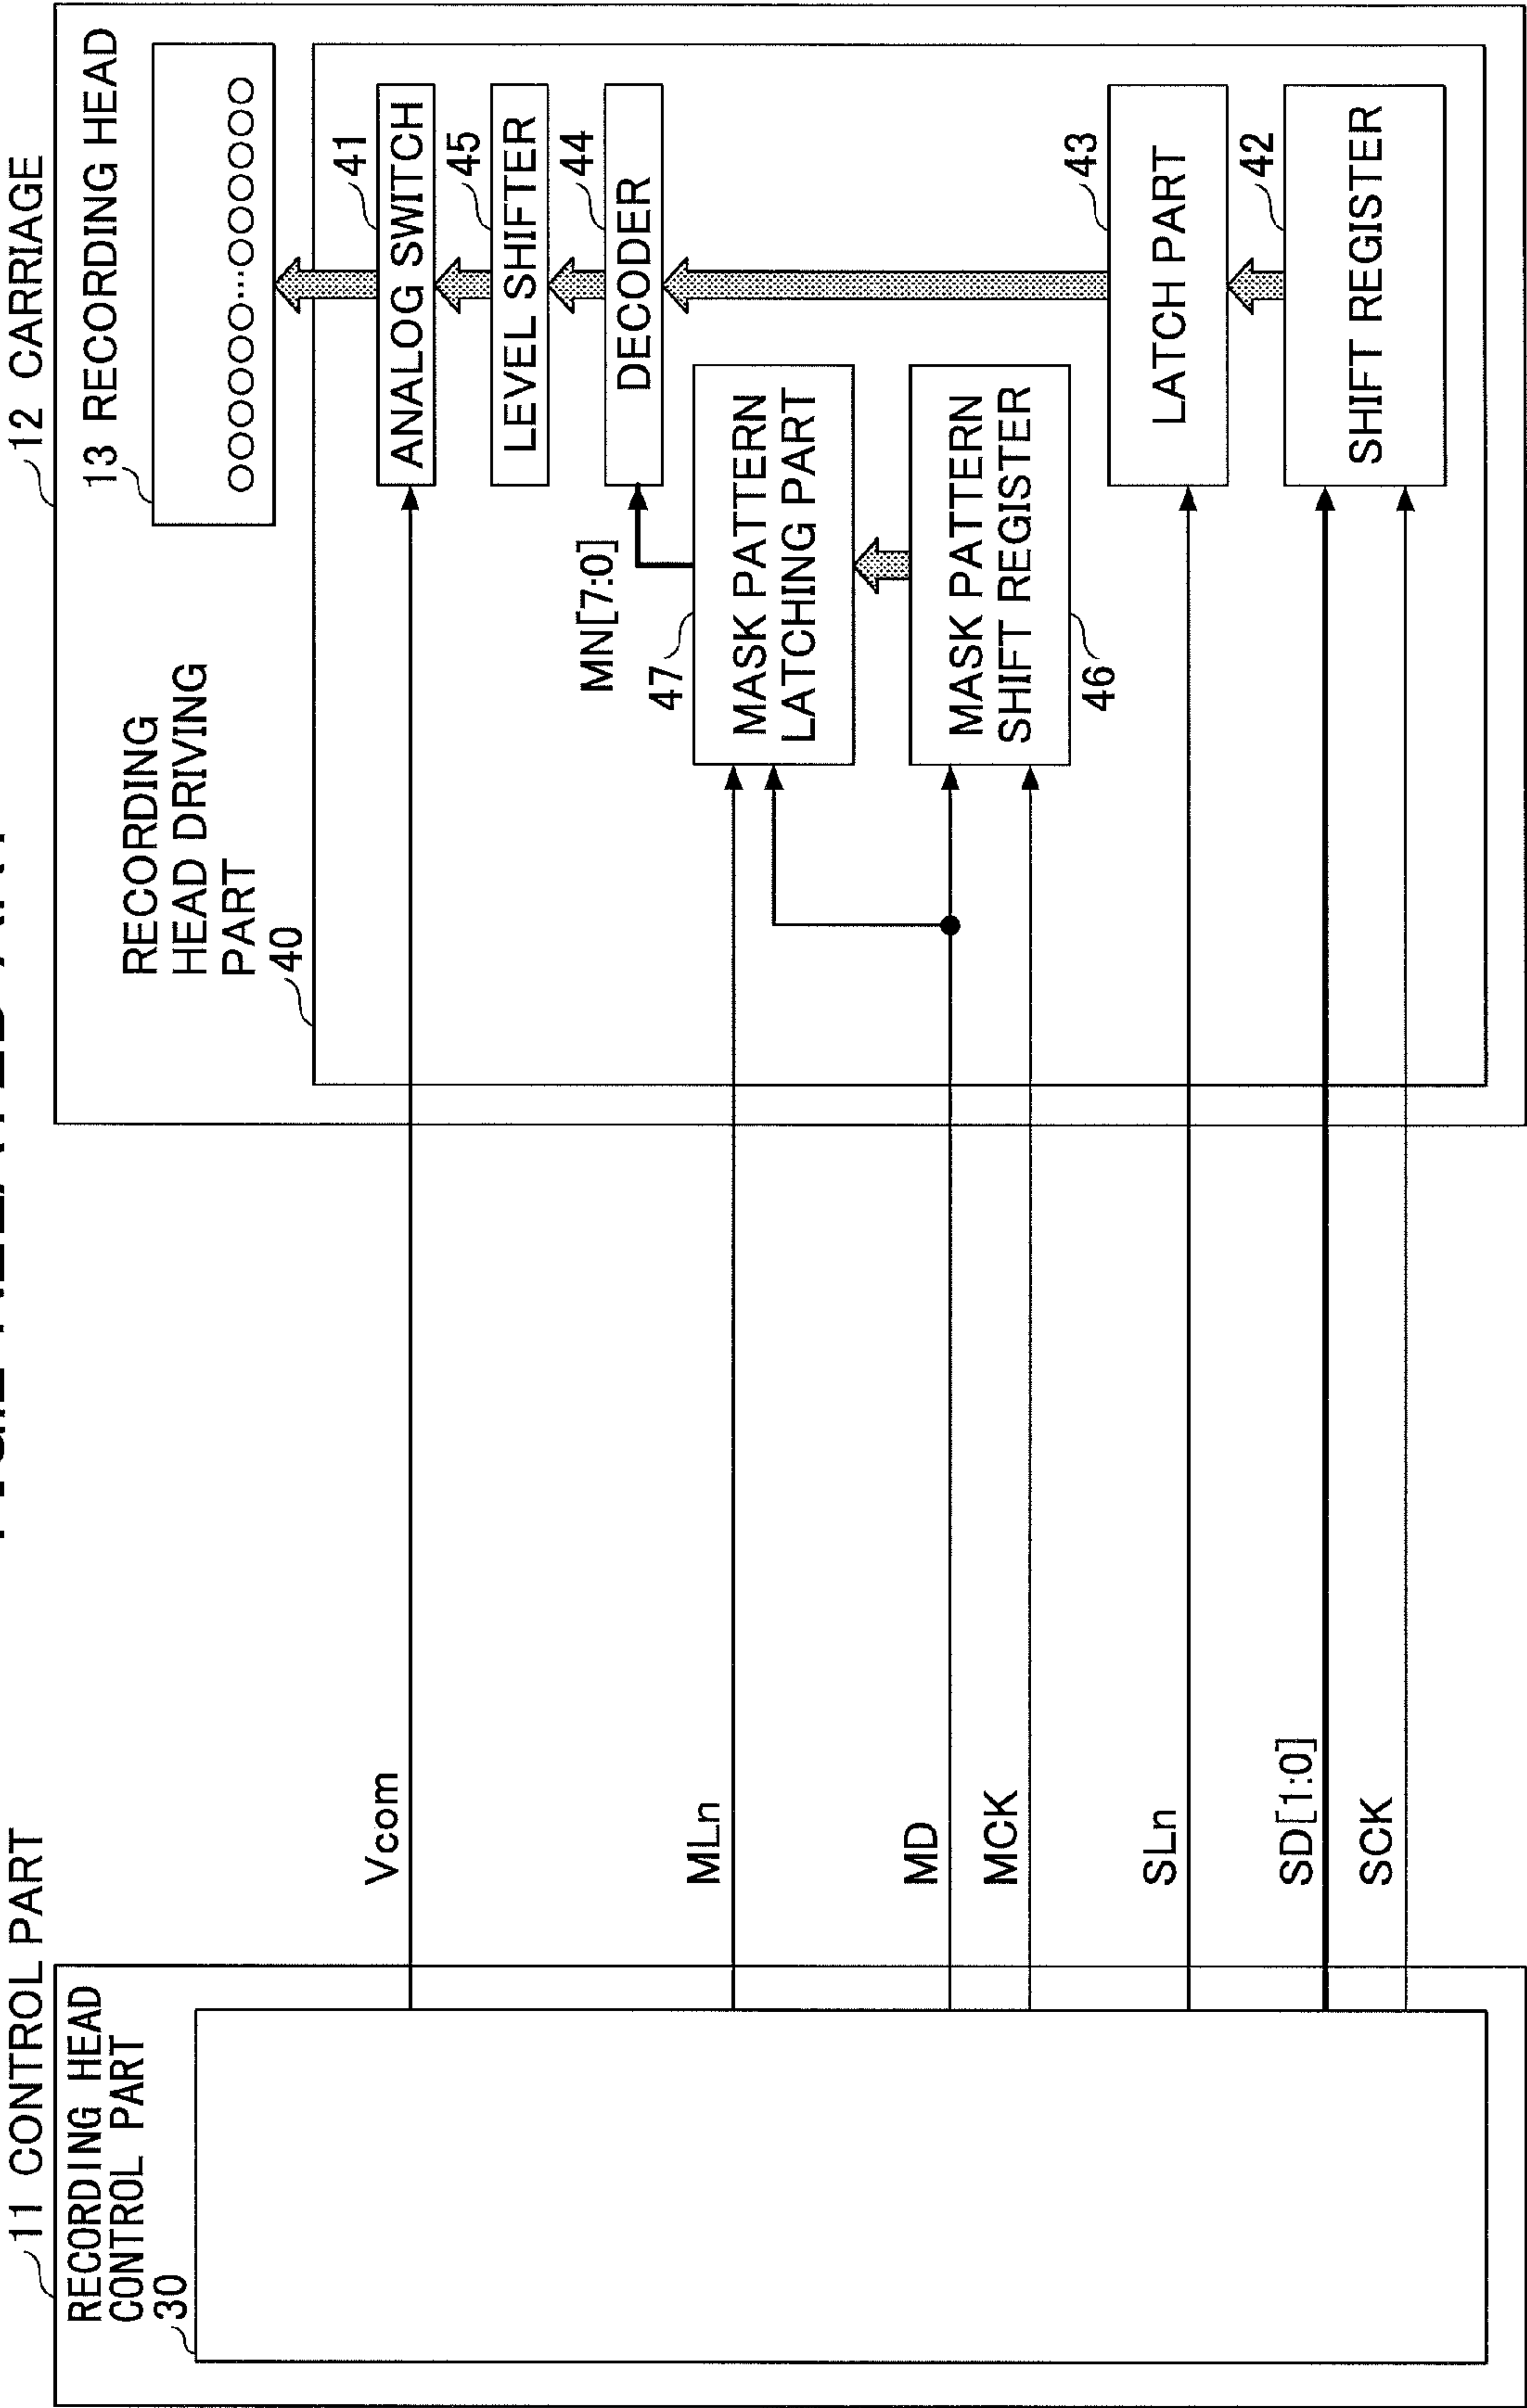 11 CONTROL PART
RECORDING HEAD
CONTROL PART
30
Vcom
MLn
MD
MCK
SLn
SD[1:0]
SCK
12 CARRIAGE
13 RECORDING HEAD
RECORDING
HEAD DRIVING
PART
40
ANALOG SWITCH
41
LEVEL SHIFTER
45
DECODER
44
MN[7:0]
47
MASK PATTERN
LATCHING PART
MASK PATTERN
SHIFT REGISTER
46
LATCH PART
43
SHIFT REGISTER
42